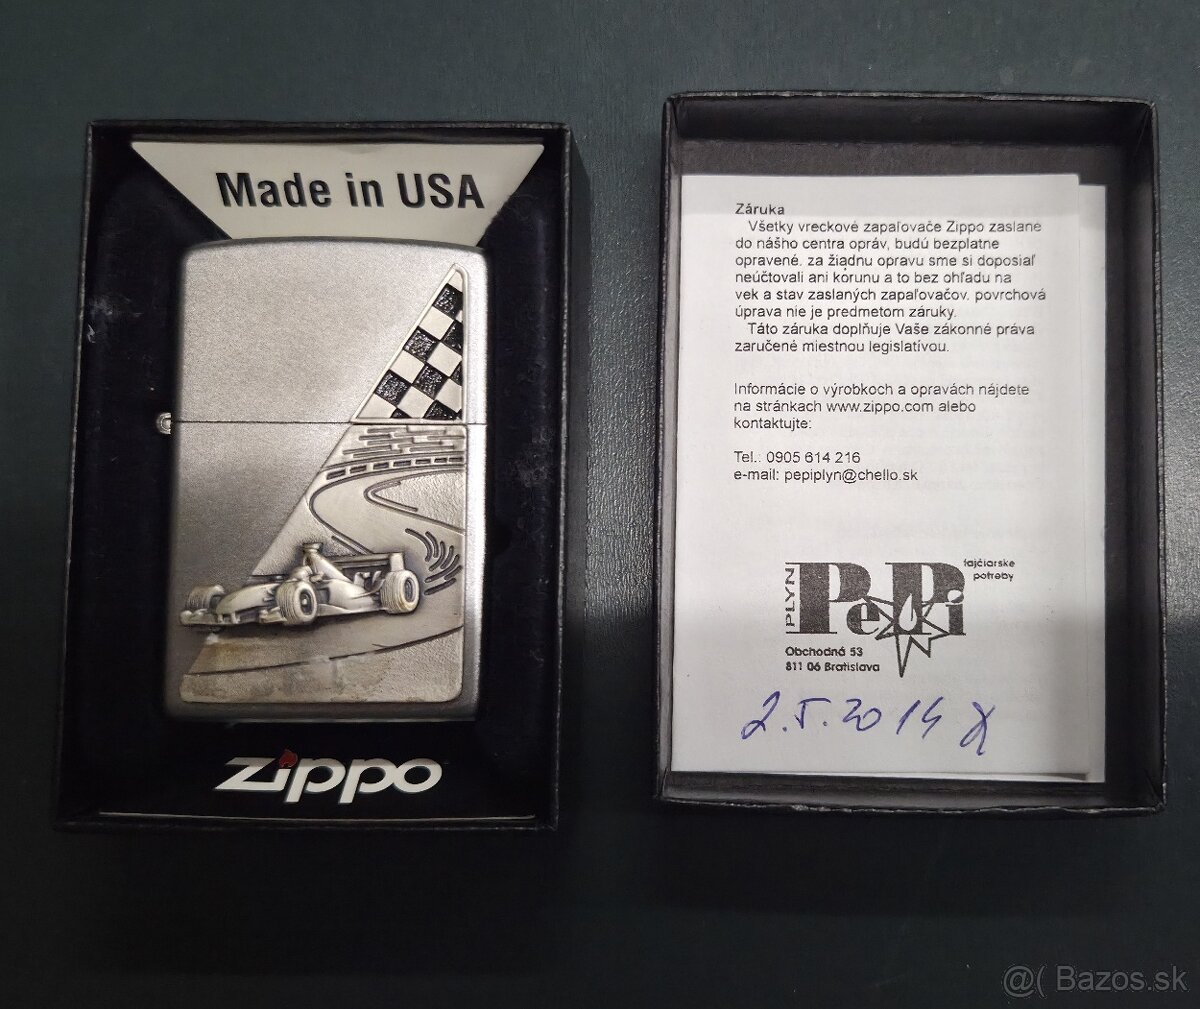 Made in USA
zippo
Záruka
Všetky vreckové zapaľovače Zippo zaslane
do nášho centra opráv, budú bezplatne
opravené. za žiadnu opravu sme si doposiaľ
neúčtovali ani korunu a to bez ohľadu na
vek a stav zaslaných zapaľovačov. povrchová
úprava nie je predmetom záruky.
Táto záruka doplňuje Vaše zákonné práva
zaručené miestnou legislatívou.
Informácie o výrobkoch a opravách nájdete
na stránkach www.zippo.com alebo
kontaktujte:
Tel.: 0905 614 216
e-mail: pepiplyn@chello.sk
PLYN PePi fajčiarske
potreby
Obchodná 53
811 06 Bratislava
2.5.2014
@( Bazos.sk